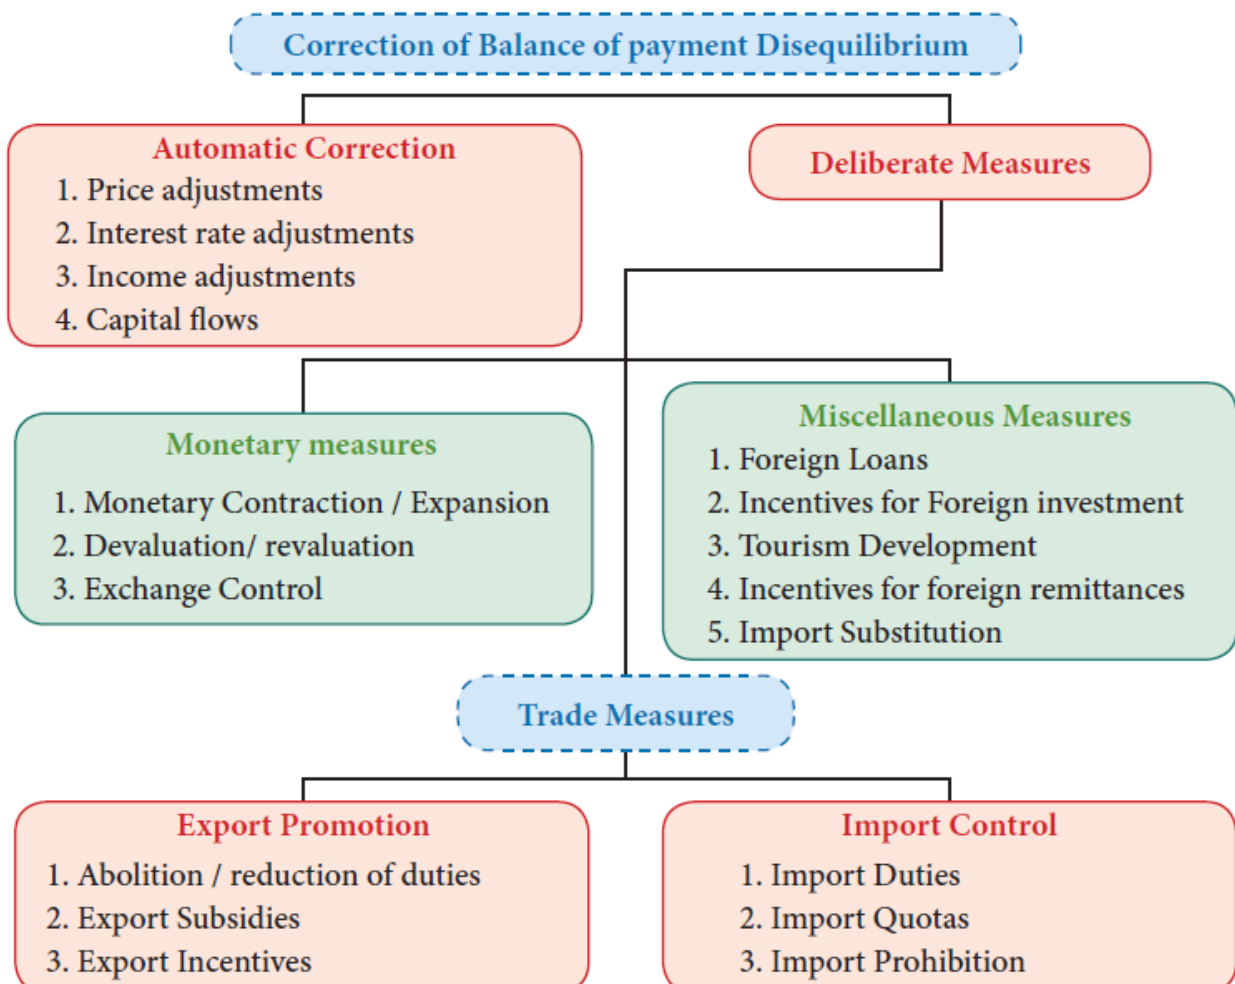 Correction of Balance of payment Disequilibrium
Automatic Correction
1. Price adjustments
2. Interest rate adjustments
3. Income adjustments
4. Capital flows
Deliberate Measures
Monetary measures
1. Monetary Contraction / Expansion
2. Devaluation/ revaluation
3. Exchange Control
Miscellaneous Measures
1. Foreign Loans
2. Incentives for Foreign investment
3. Tourism Development
4. Incentives for foreign remittances
5. Import Substitution
Trade Measures
Export Promotion
1. Abolition / reduction of duties
2. Export Subsidies
3. Export Incentives
Import Control
1. Import Duties
2. Import Quotas
3. Import Prohibition